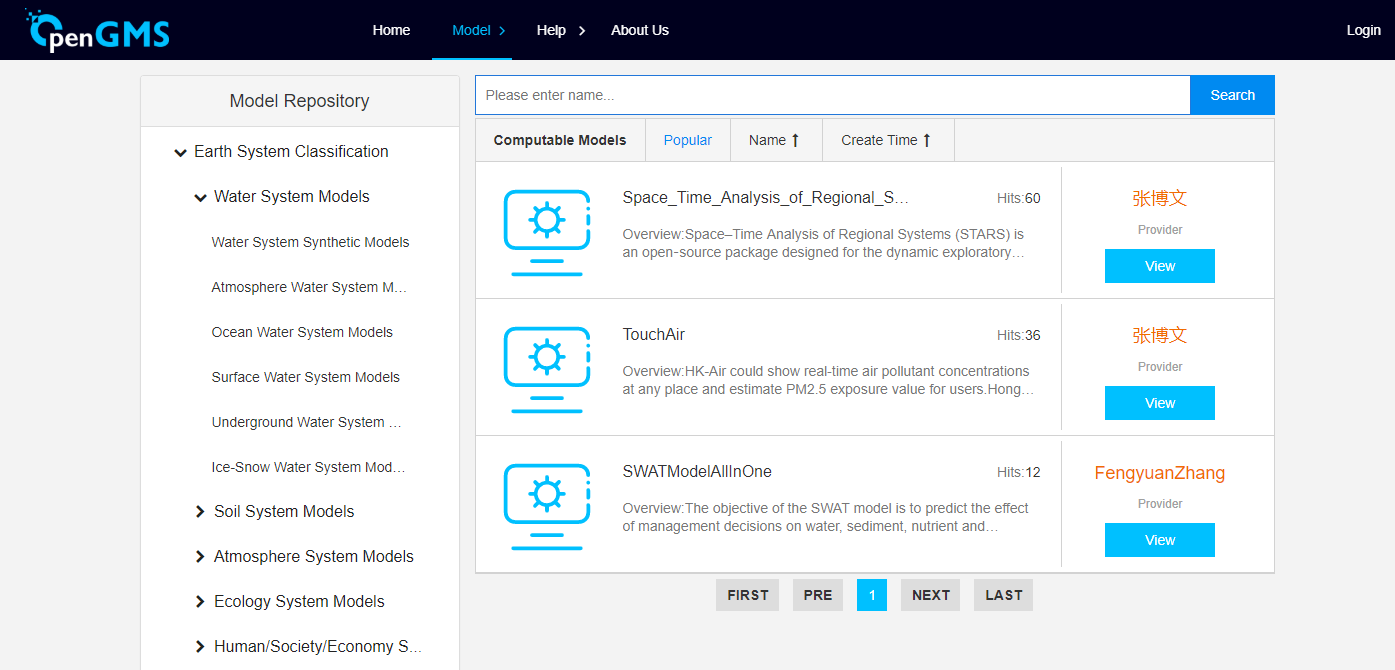 OpenGMS
Home
Model
Help
About Us
Login
Model Repository
Earth System Classification
Water System Models
Water System Synthetic Models
Atmosphere Water System M...
Ocean Water System Models
Surface Water System Models
Underground Water System ...
Ice-Snow Water System Mod...
Soil System Models
Atmosphere System Models
Ecology System Models
Human/Society/Economy S...
Please enter name...
Search
Computable Models
Popular
Name ↑
Create Time ↑
Space_Time_Analysis_of_Regional_S...
Hits:60
Overview:Space–Time Analysis of Regional Systems (STARS) is
an open-source package designed for the dynamic exploratory...
张博文
Provider
View
TouchAir
Hits:36
Overview:HK-Air could show real-time air pollutant concentrations
at any place and estimate PM2.5 exposure value for users.Hong...
张博文
Provider
View
SWATModelAllInOne
Hits:12
Overview:The objective of the SWAT model is to predict the effect
of management decisions on water, sediment, nutrient and...
FengyuanZhang
Provider
View
FIRST
PRE
1
NEXT
LAST